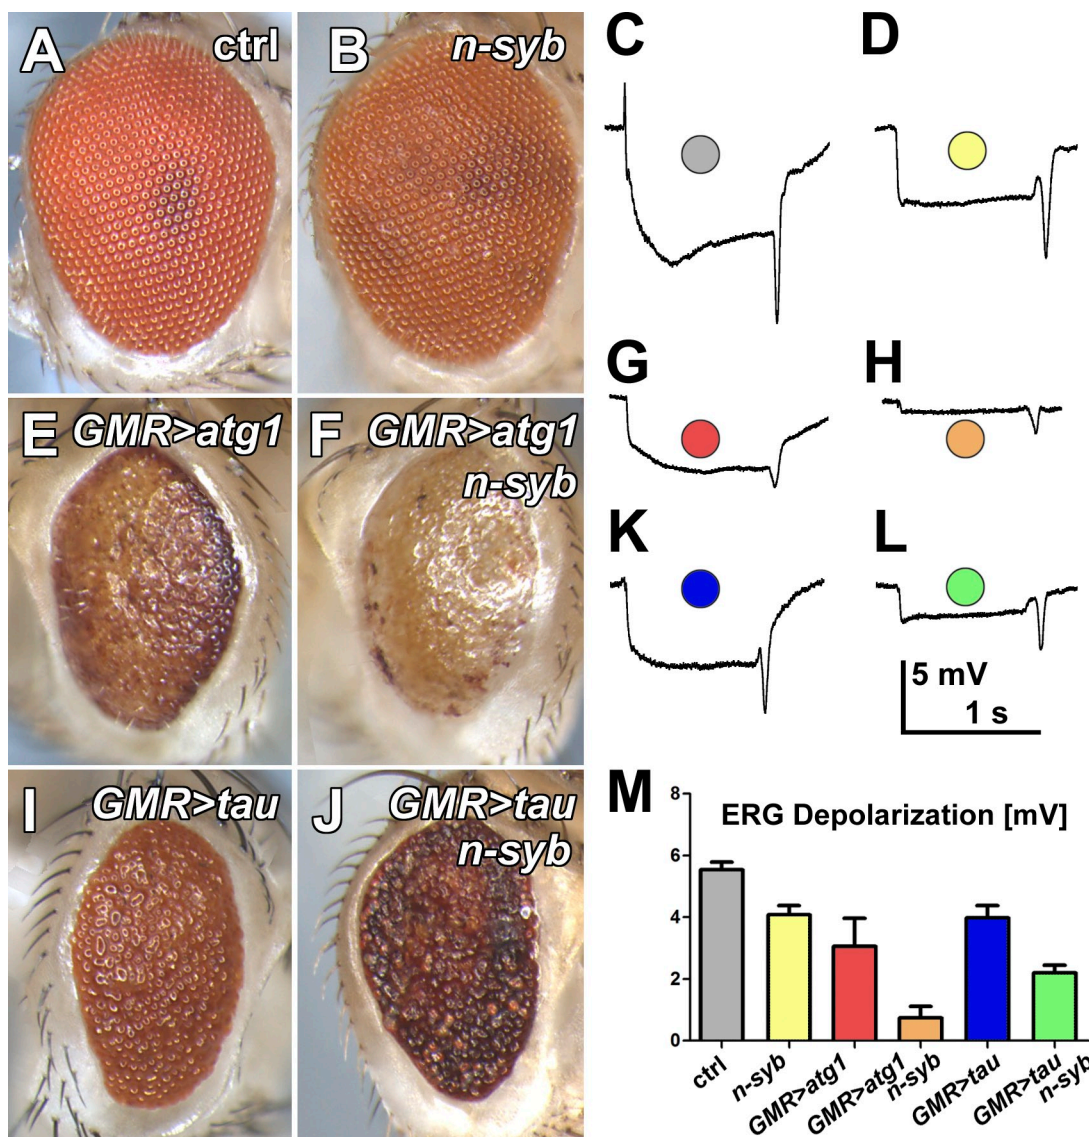 A ctrl
B n-syb
C
D
E GMR>atg1
F GMR>atg1
n-syb
G
H
K
L
5 mV
1 s
I GMR>tau
J GMR>tau
n-syb
M
ERG Depolarization [mV]
8
6
4
2
0
ctrl
n-syb
GMR>atg1
GMR>atg1
n-syb
GMR>tau
GMR>tau
n-syb